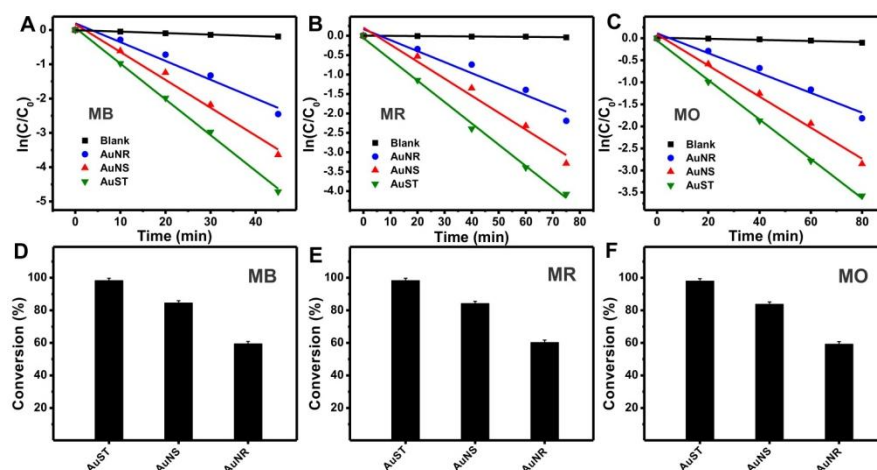 A
ln(C/C₀)
0
-1
-2
-3
-4
-5
MB
Blank
AuNR
AuNS
AuST
0 10 20 30 40
Time (min)
B
ln(C/C₀)
0.0
-0.5
-1.0
-1.5
-2.0
-2.5
-3.0
-3.5
-4.0
MR
Blank
AuNR
AuNS
AuST
0 10 20 30 40 50 60 70 80
Time (min)
C
ln(C/C₀)
0.0
-0.5
-1.0
-1.5
-2.0
-2.5
-3.0
-3.5
MO
Blank
AuNR
AuNS
AuST
0 20 40 60 80
Time (min)
D
Conversion (%)
100
80
60
40
20
MB
AuST AuNS AuNR
E
Conversion (%)
100
80
60
40
20
MR
AuST AuNS AuNR
F
Conversion (%)
100
80
60
40
20
MO
AuST AuNS AuNR